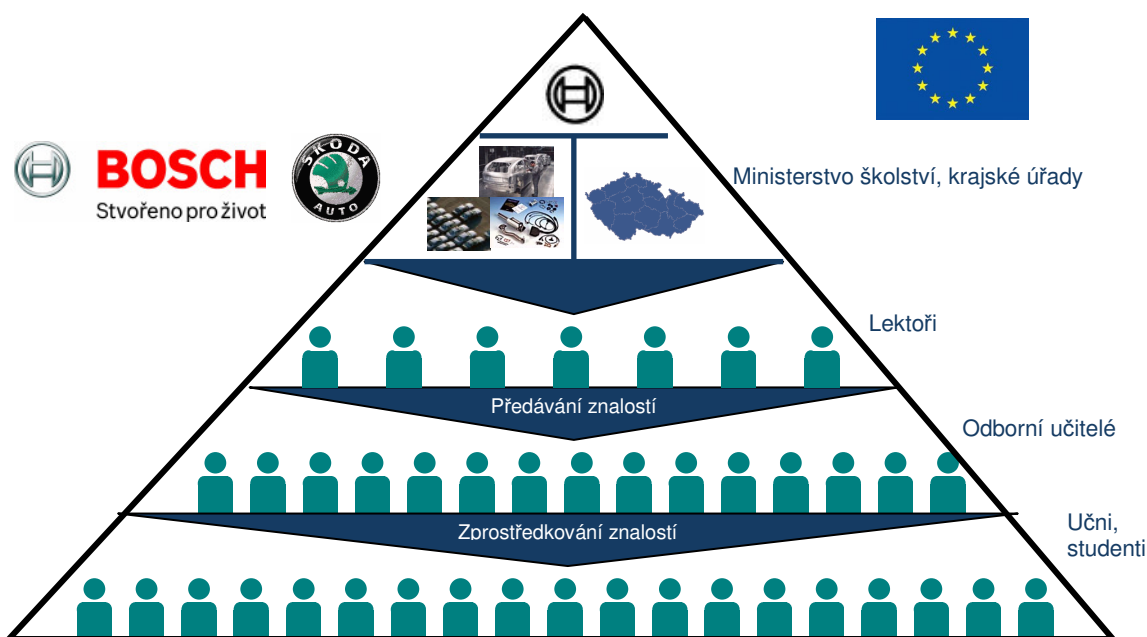 BOSCH
Stvořeno pro život
ŠKODA
AUTO
Ministerstvo školství, krajské úřady
Lektoři
Předávání znalostí
Odborní učitelé
Zprostředkování znalostí
Učni,
studenti